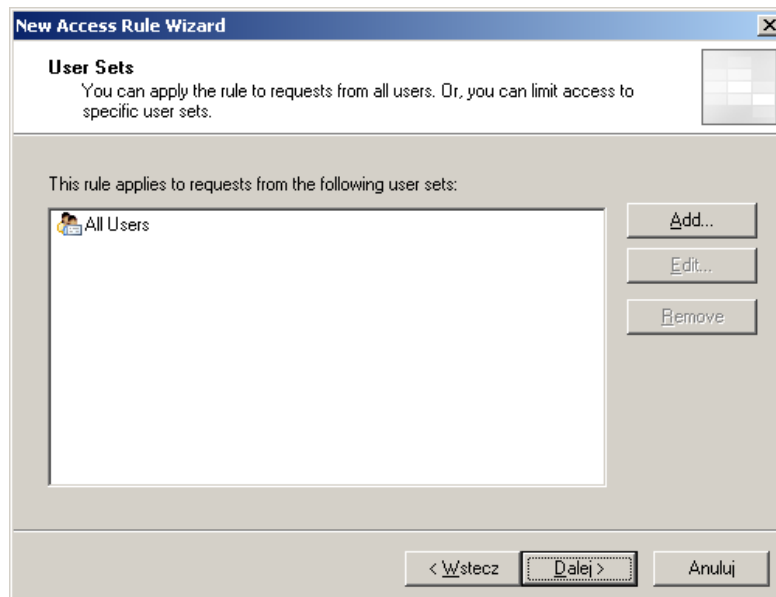 New Access Rule Wizard
User Sets
You can apply the rule to requests from all users. Or, you can limit access to
specific user sets.
This rule applies to requests from the following user sets:
All Users
Add...
Edit...
Remove
< Wstecz
Dalej >
Anuluj